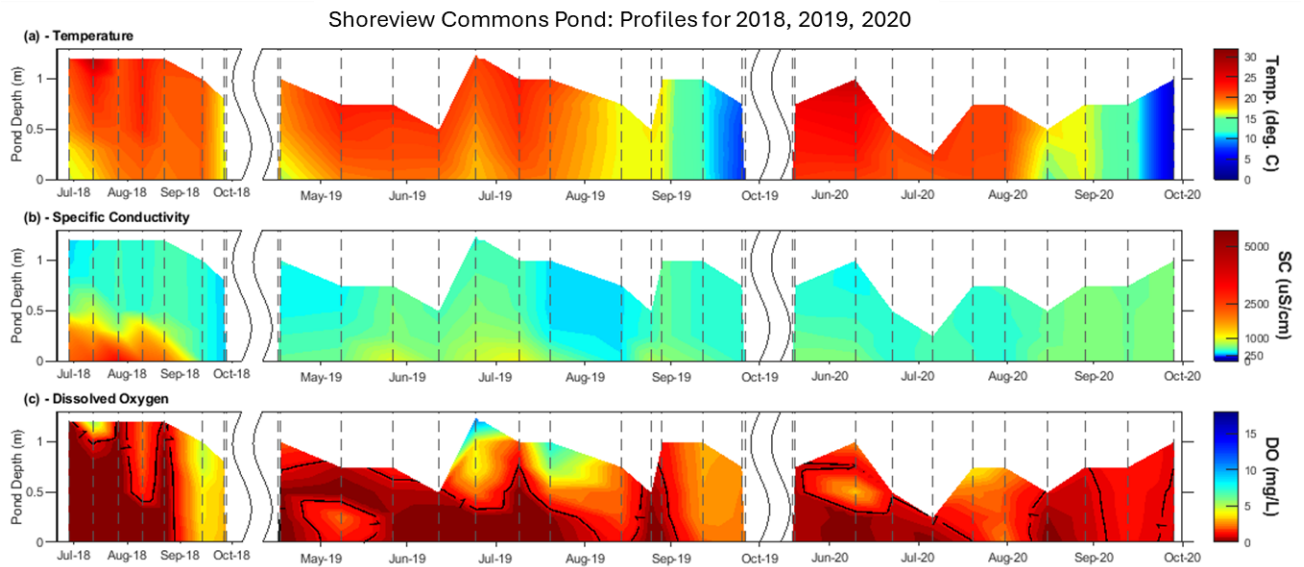 Shoreview Commons Pond: Profiles for 2018, 2019, 2020
(a) - Temperature
Pond Depth (m)
1
0.5
0
Jul-18 Aug-18 Sep-18 Oct-18 May-19 Jun-19 Jul-19 Aug-19 Sep-19 Oct-19 Jun-20 Jul-20 Aug-20 Sep-20 Oct-20
30
25
20
15
10
5
0
Temp. (deg. C)
(b) - Specific Conductivity
Pond Depth (m)
1
0.5
0
Jul-18 Aug-18 Sep-18 Oct-18 May-19 Jun-19 Jul-19 Aug-19 Sep-19 Oct-19 Jun-20 Jul-20 Aug-20 Sep-20 Oct-20
5000
2500
1000
250
0
SC (uS/cm)
(c) - Dissolved Oxygen
Pond Depth (m)
1
0.5
0
Jul-18 Aug-18 Sep-18 Oct-18 May-19 Jun-19 Jul-19 Aug-19 Sep-19 Oct-19 Jun-20 Jul-20 Aug-20 Sep-20 Oct-20
15
10
5
0
DO (mg/L)